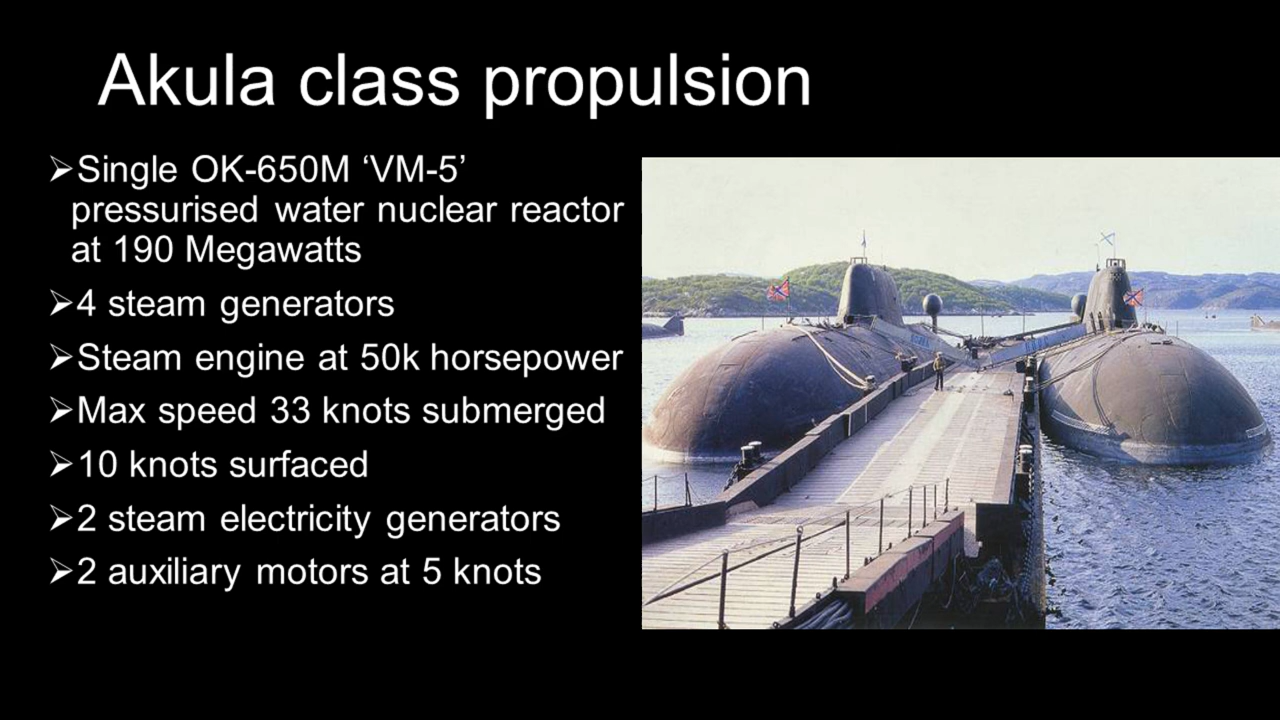 Akula class propulsion
➢Single OK-650M ‘VM-5’
pressurised water nuclear reactor
at 190 Megawatts
➢4 steam generators
➢Steam engine at 50k horsepower
➢Max speed 33 knots submerged
➢10 knots surfaced
➢2 steam electricity generators
➢2 auxiliary motors at 5 knots